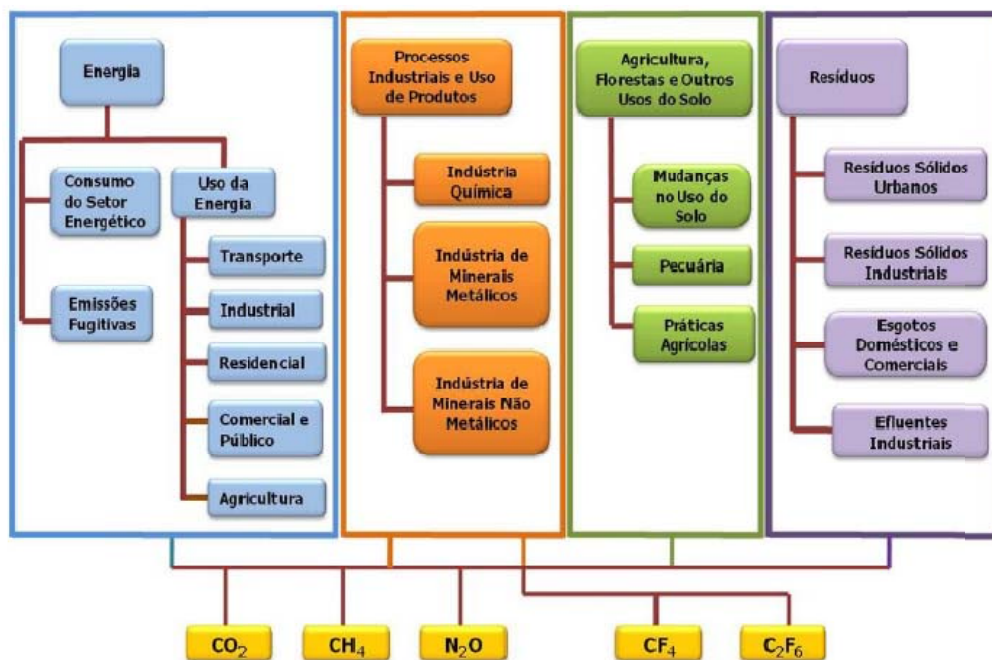 Energia
Consumo
do Setor
Energético
Emissões
Fugitivas
Uso da
Energia
Transporte
Industrial
Residencial
Comercial e
Público
Agricultura
Processos
Industriais e Uso
de Produtos
Indústria
Química
Indústria de
Minerais
Metálicos
Indústria de
Minerais Não
Metálicos
Agricultura,
Florestas e Outros
Usos do Solo
Mudanças
no Uso do
Solo
Pecuária
Práticas
Agrícolas
Resíduos
Resíduos Sólidos
Urbanos
Resíduos Sólidos
Industriais
Esgotos
Domésticos e
Comerciais
Efluentes
Industriais
CO₂
CH₄
N₂O
CF₄
C₂F₆